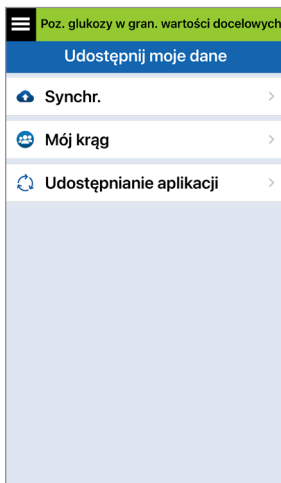 Poz. glukozy w gran. wartości docelowych
Udostępnij moje dane
Synchr.
Mój krąg
Udostępnianie aplikacji